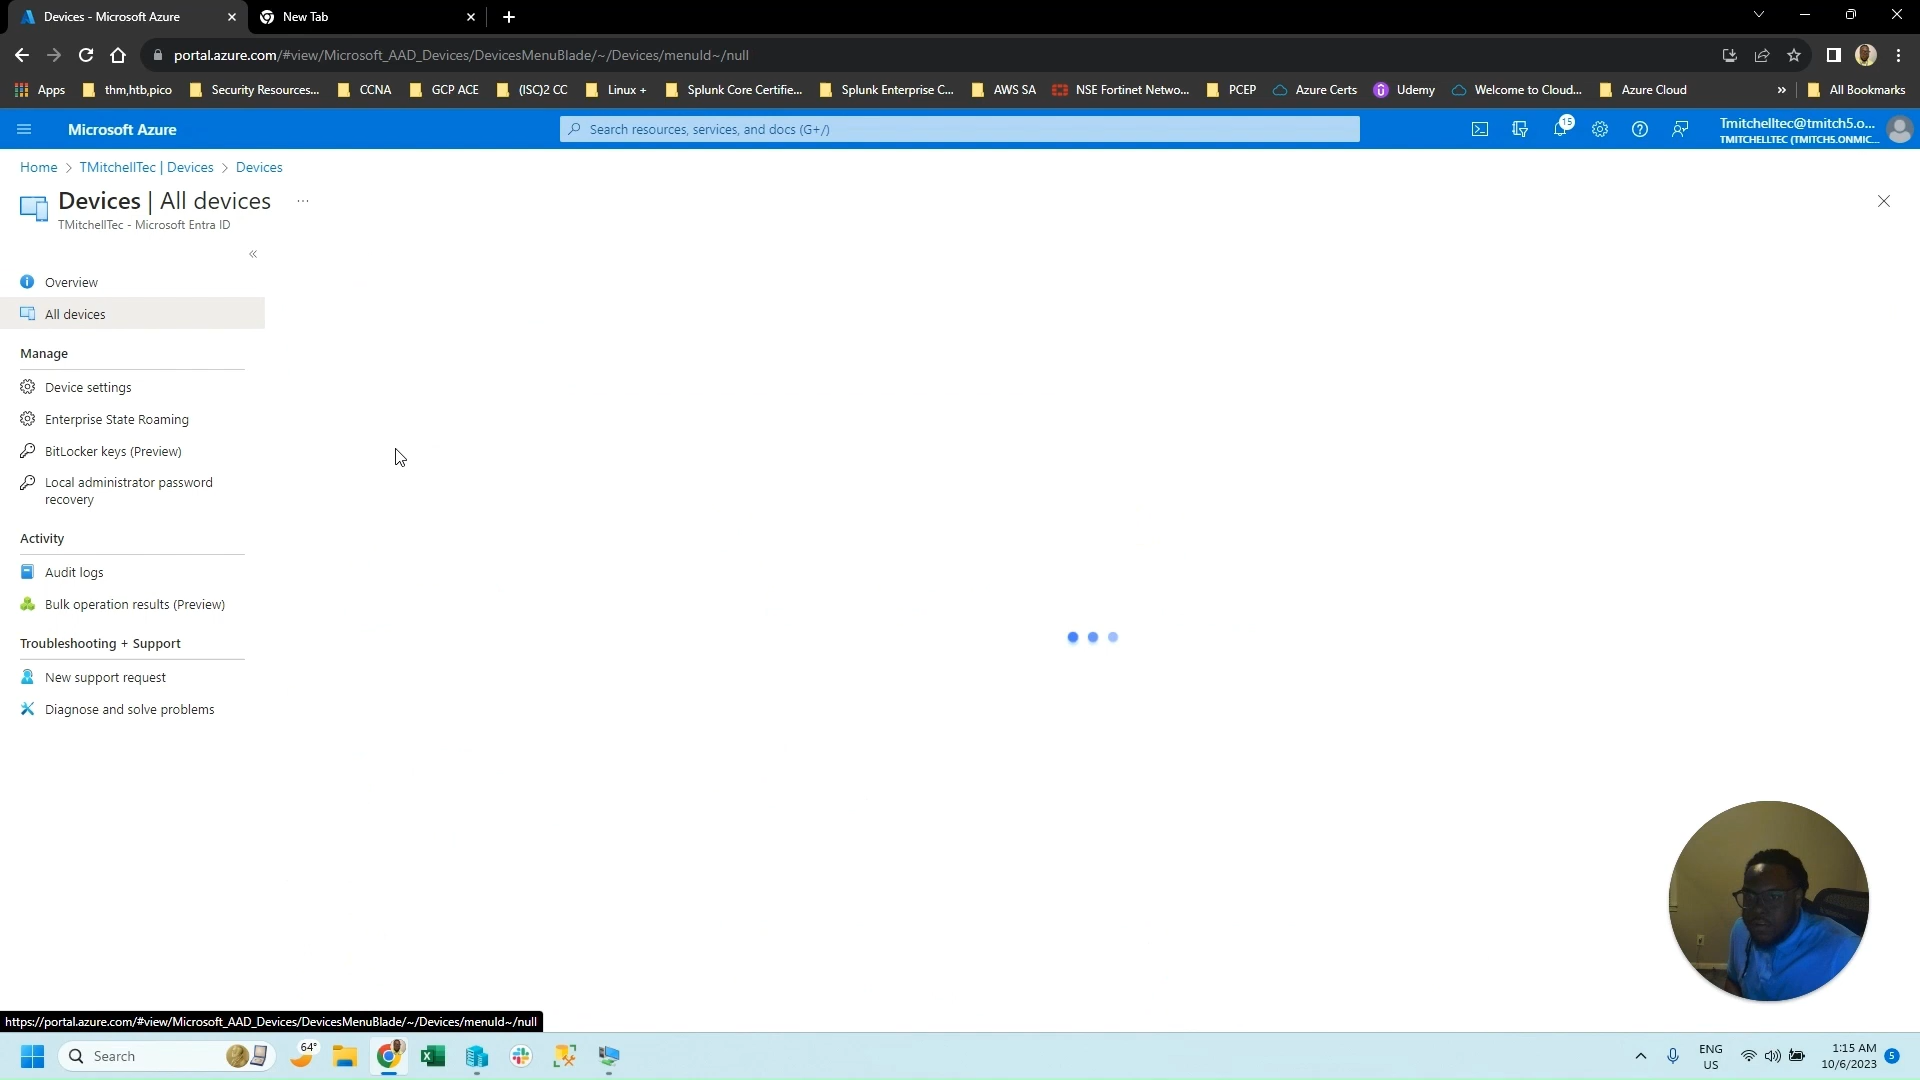 Devices - Microsoft Azure
New Tab
portal.azure.com/#view/Microsoft_AAD_Devices/DevicesMenuBlade/~/Devices/menuId~/null
Apps
thm,htb,pico
Security Resources...
CCNA
GCP ACE
(ISC)2 CC
Linux +
Splunk Core Certifie...
Splunk Enterprise C...
AWS SA
NSE Fortinet Netwo...
PCEP
Azure Certs
Udemy
Welcome to Cloud...
Azure Cloud
»
All Bookmarks
Microsoft Azure
Search resources, services, and docs (G+/)
15
Tmitchelltec@tmitch5.o...
TMITCHELLTEC (TMITCH5.ONMIC...
Home > TMitchellTec | Devices > Devices
Devices | All devices ...
TMitchellTec - Microsoft Entra ID
«
Overview
All devices
Manage
Device settings
Enterprise State Roaming
BitLocker keys (Preview)
Local administrator password
recovery
Activity
Audit logs
Bulk operation results (Preview)
Troubleshooting + Support
New support request
Diagnose and solve problems
https://portal.azure.com/#view/Microsoft_AAD_Devices/DevicesMenuBlade/~/Devices/menuId~/null
Search
64°
ENG
US
1:15 AM
10/6/2023
5